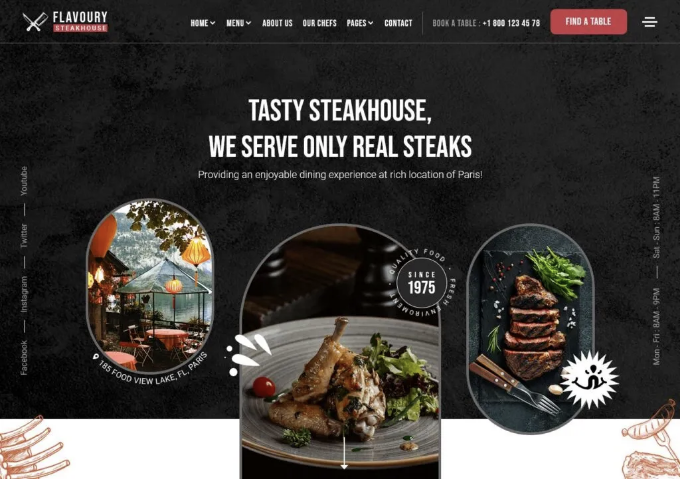 FLAVOURY
STEAKHOUSE
HOME MENU ABOUT US OUR CHEFS PAGES CONTACT
BOOK A TABLE : +1 800 123 45 78
FIND A TABLE
TASTY STEAKHOUSE,
WE SERVE ONLY REAL STEAKS
Providing an enjoyable dining experience at rich location of Paris!
Facebook — Instagram — Twitter — Youtube
Mon - Fri : 8AM - 9PM — Sat - Sun : 8AM - 11PM
185 FOOD VIEW LAKE, FL, PARIS
QUALITY FOOD · FRESH ENVIROMENT ·
SINCE
1975